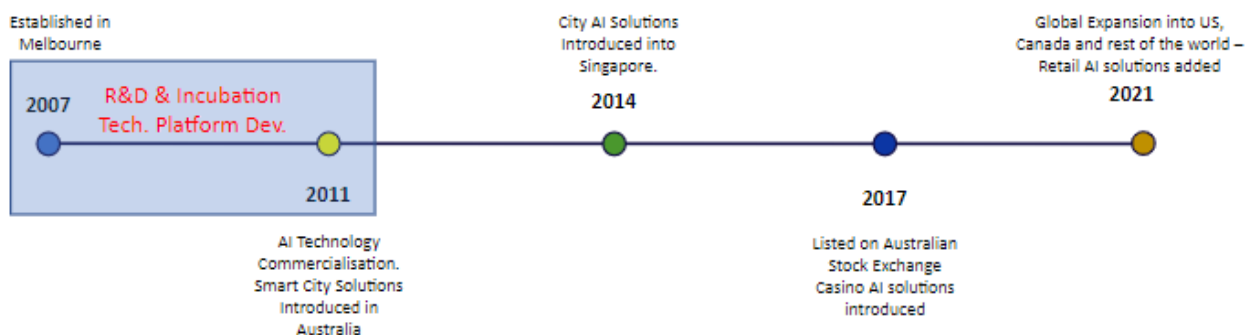 Established in
Melbourne
2007
R&D & Incubation
Tech. Platform Dev.
2011
AI Technology
Commercialisation.
Smart City Solutions
Introduced in
Australia
City AI Solutions
Introduced into
Singapore.
2014
2017
Listed on Australian
Stock Exchange
Casino AI solutions
introduced
Global Expansion into US,
Canada and rest of the world –
Retail AI solutions added
2021